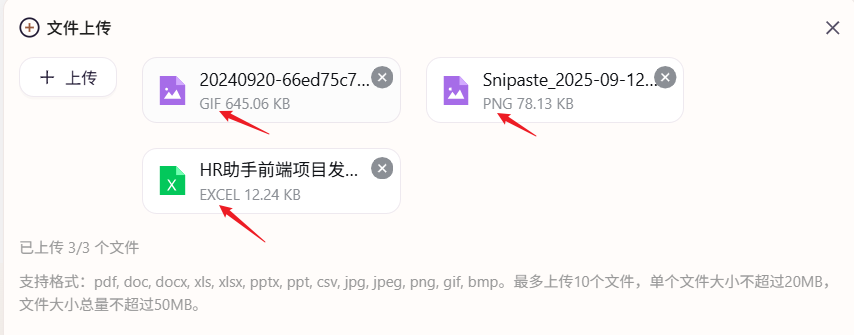 文件上传
上传
20240920-66ed75c7...
GIF 645.06 KB
Snipaste_2025-09-12...
PNG 78.13 KB
HR助手前端项目发...
EXCEL 12.24 KB
已上传 3/3 个文件
支持格式：pdf, doc, docx, xls, xlsx, pptx, ppt, csv, jpg, jpeg, png, gif, bmp。最多上传10个文件，单个文件大小不超过20MB，
文件大小总量不超过50MB。